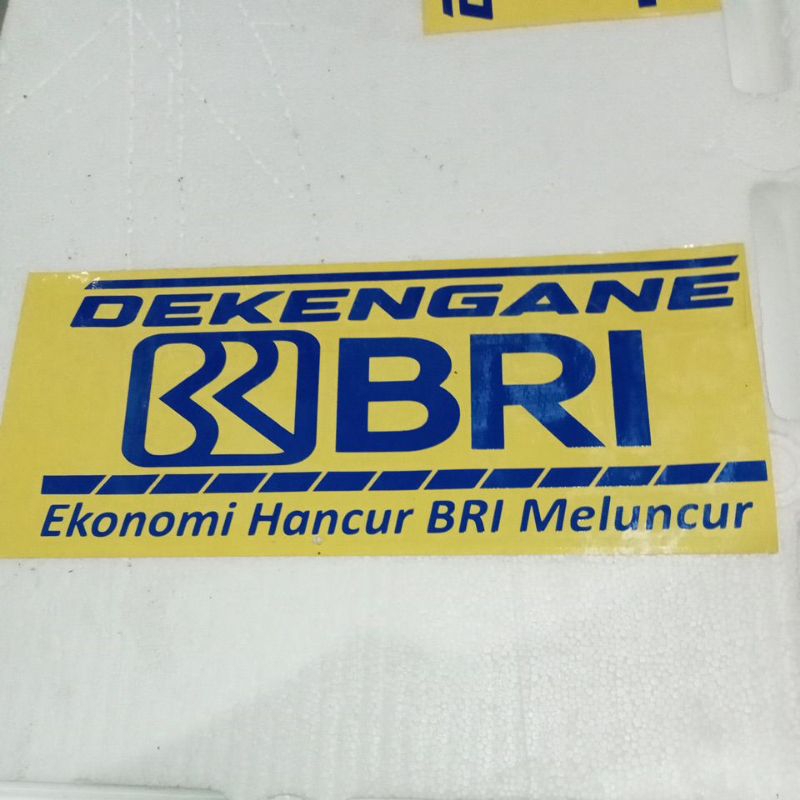 DEKENGANE
BRI
Ekonomi Hancur BRI Meluncur